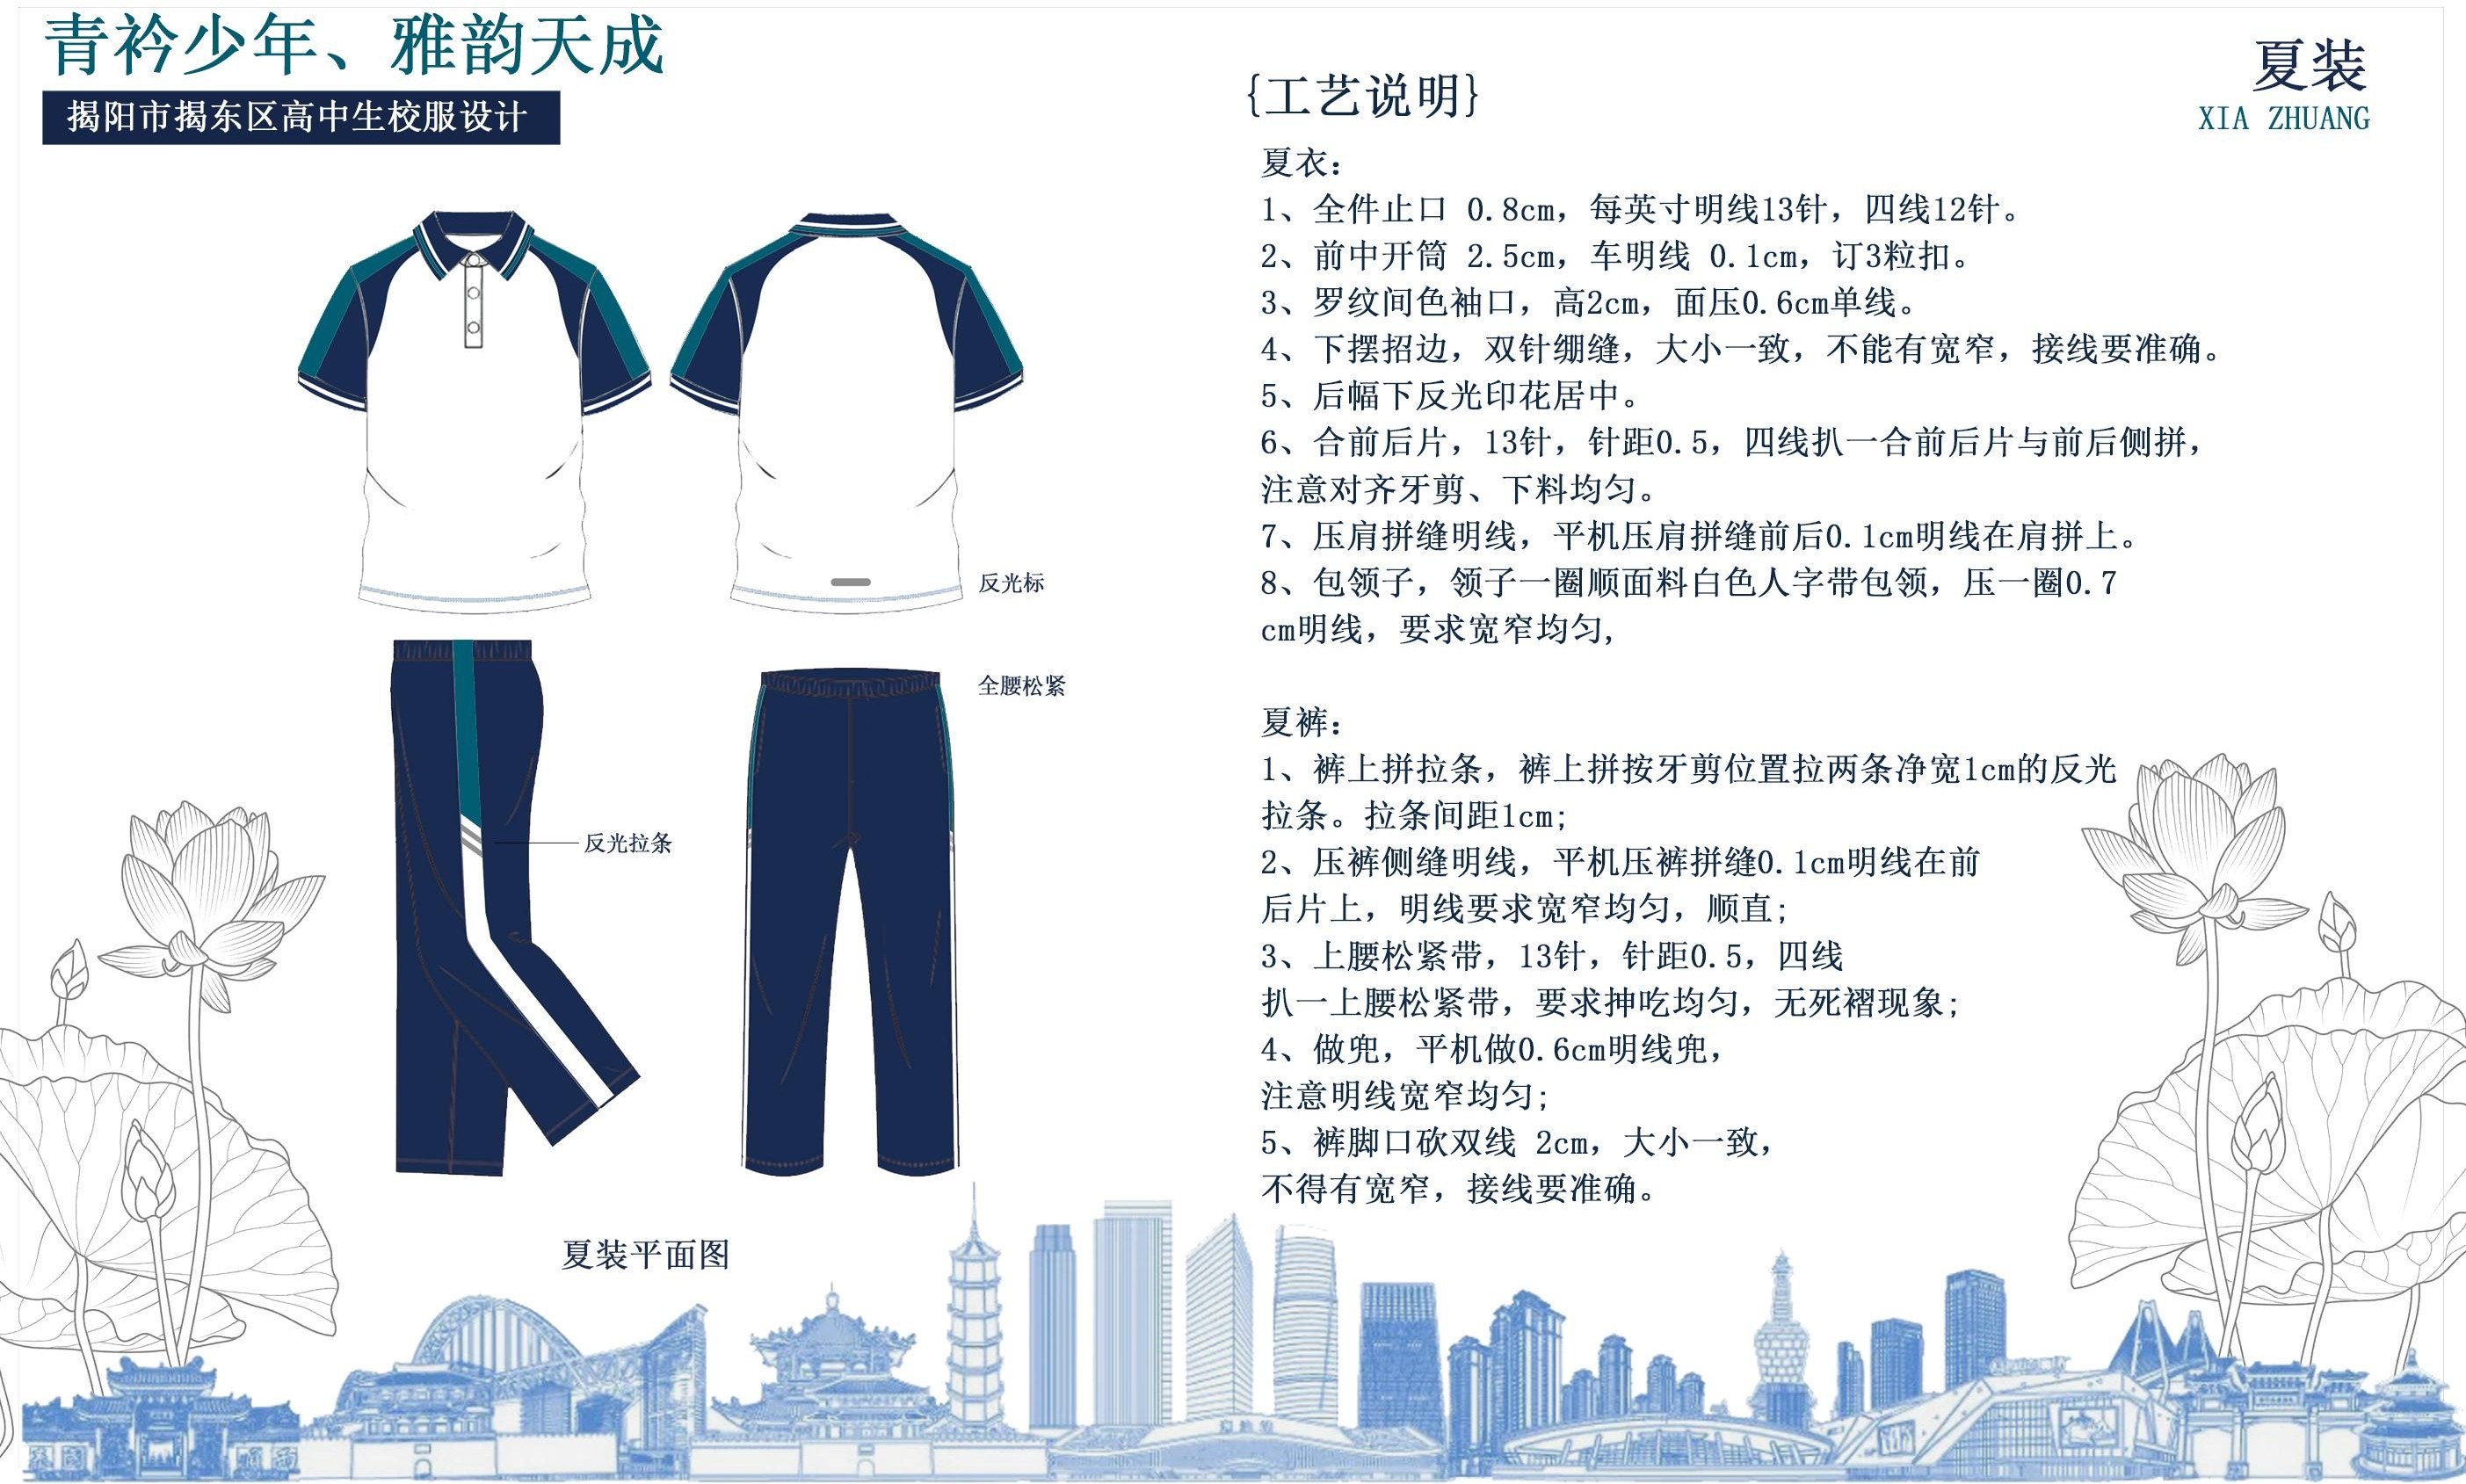 青衿少年、雅韵天成
揭阳市揭东区高中生校服设计
夏装
XIA ZHUANG
反光标
全腰松紧
反光拉条
夏装平面图
{工艺说明}
夏衣：
1、全件止口 0.8cm，每英寸明线13针，四线12针。
2、前中开筒 2.5cm，车明线 0.1cm，订3粒扣。
3、罗纹间色袖口，高2cm，面压0.6cm单线。
4、下摆招边，双针绷缝，大小一致，不能有宽窄，接线要准确。
5、后幅下反光印花居中。
6、合前后片，13针，针距0.5，四线扒一合前后片与前后侧拼，
注意对齐牙剪、下料均匀。
7、压肩拼缝明线，平机压肩拼缝前后0.1cm明线在肩拼上。
8、包领子，领子一圈顺面料白色人字带包领，压一圈0.7
cm明线，要求宽窄均匀,
夏裤：
1、裤上拼拉条，裤上拼按牙剪位置拉两条净宽1cm的反光
拉条。拉条间距1cm;
2、压裤侧缝明线，平机压裤拼缝0.1cm明线在前
后片上，明线要求宽窄均匀，顺直;
3、上腰松紧带，13针，针距0.5，四线
扒一上腰松紧带，要求抻吃均匀，无死褶现象;
4、做兜，平机做0.6cm明线兜，
注意明线宽窄均匀;
5、裤脚口砍双线 2cm，大小一致，
不得有宽窄，接线要准确。